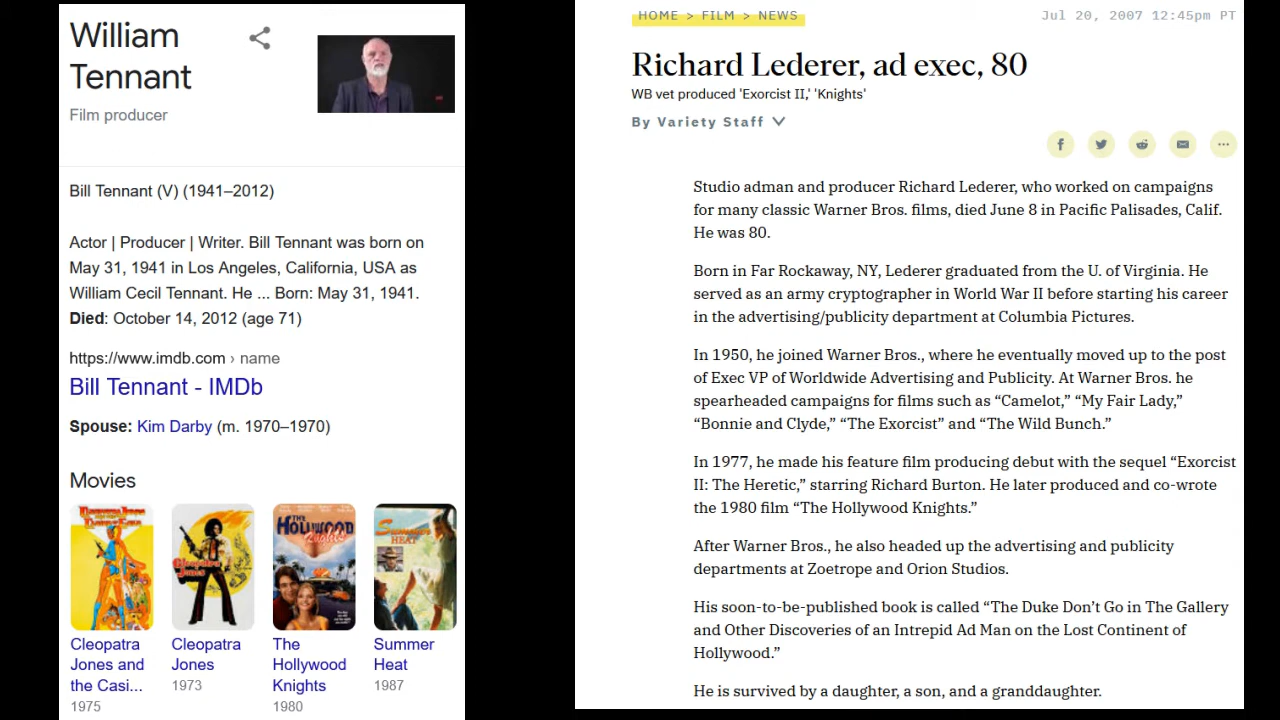 William
Tennant
Film producer
Bill Tennant (V) (1941–2012)
Actor | Producer | Writer. Bill Tennant was born on
May 31, 1941 in Los Angeles, California, USA as
William Cecil Tennant. He ... Born: May 31, 1941.
Died: October 14, 2012 (age 71)
https://www.imdb.com › name
Bill Tennant - IMDb
Spouse: Kim Darby (m. 1970–1970)
Movies
THE
HOLLYWOOD
Knights
Summer
HEAT
Cleopatra
Jones
Cleopatra
Jones and
the Casi...
1975
Cleopatra
Jones
1973
The
Hollywood
Knights
1980
Summer
Heat
1987
HOME > FILM > NEWS
Jul 20, 2007 12:45pm PT
Richard Lederer, ad exec, 80
WB vet produced 'Exorcist II,' 'Knights'
By Variety Staff
Studio adman and producer Richard Lederer, who worked on campaigns
for many classic Warner Bros. films, died June 8 in Pacific Palisades, Calif.
He was 80.
Born in Far Rockaway, NY, Lederer graduated from the U. of Virginia. He
served as an army cryptographer in World War II before starting his career
in the advertising/publicity department at Columbia Pictures.
In 1950, he joined Warner Bros., where he eventually moved up to the post
of Exec VP of Worldwide Advertising and Publicity. At Warner Bros. he
spearheaded campaigns for films such as “Camelot,” “My Fair Lady,”
“Bonnie and Clyde,” “The Exorcist” and “The Wild Bunch.”
In 1977, he made his feature film producing debut with the sequel “Exorcist
II: The Heretic,” starring Richard Burton. He later produced and co-wrote
the 1980 film “The Hollywood Knights.”
After Warner Bros., he also headed up the advertising and publicity
departments at Zoetrope and Orion Studios.
His soon-to-be-published book is called “The Duke Don’t Go in The Gallery
and Other Discoveries of an Intrepid Ad Man on the Lost Continent of
Hollywood.”
He is survived by a daughter, a son, and a granddaughter.